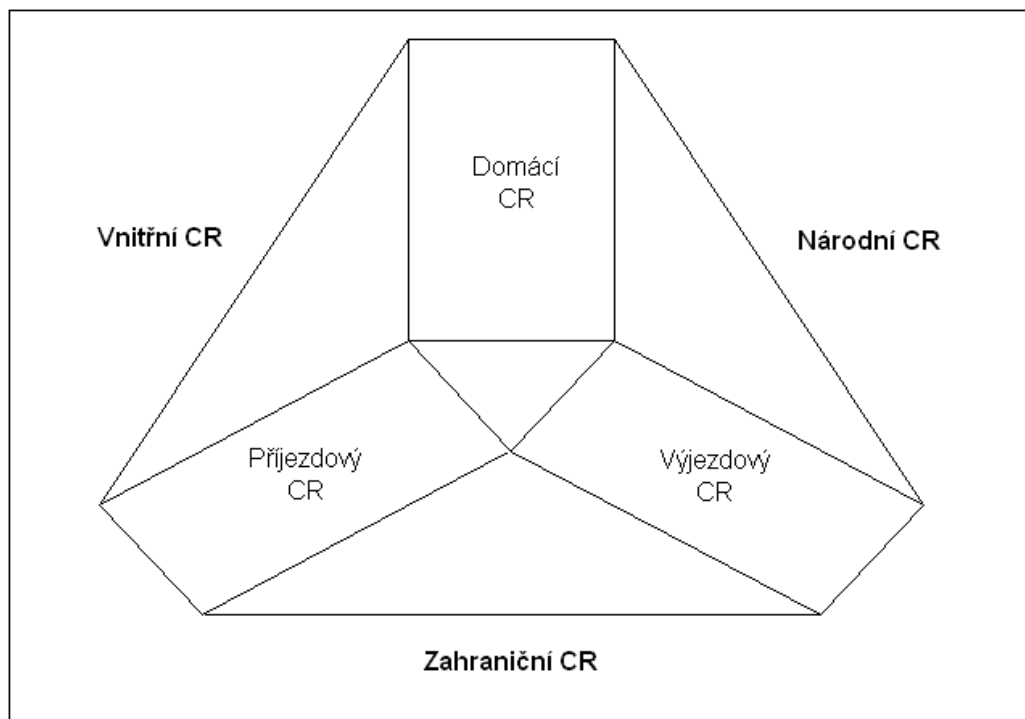 Domácí
CR
Vnitřní CR
Národní CR
Příjezdový
CR
Výjezdový
CR
Zahraniční CR